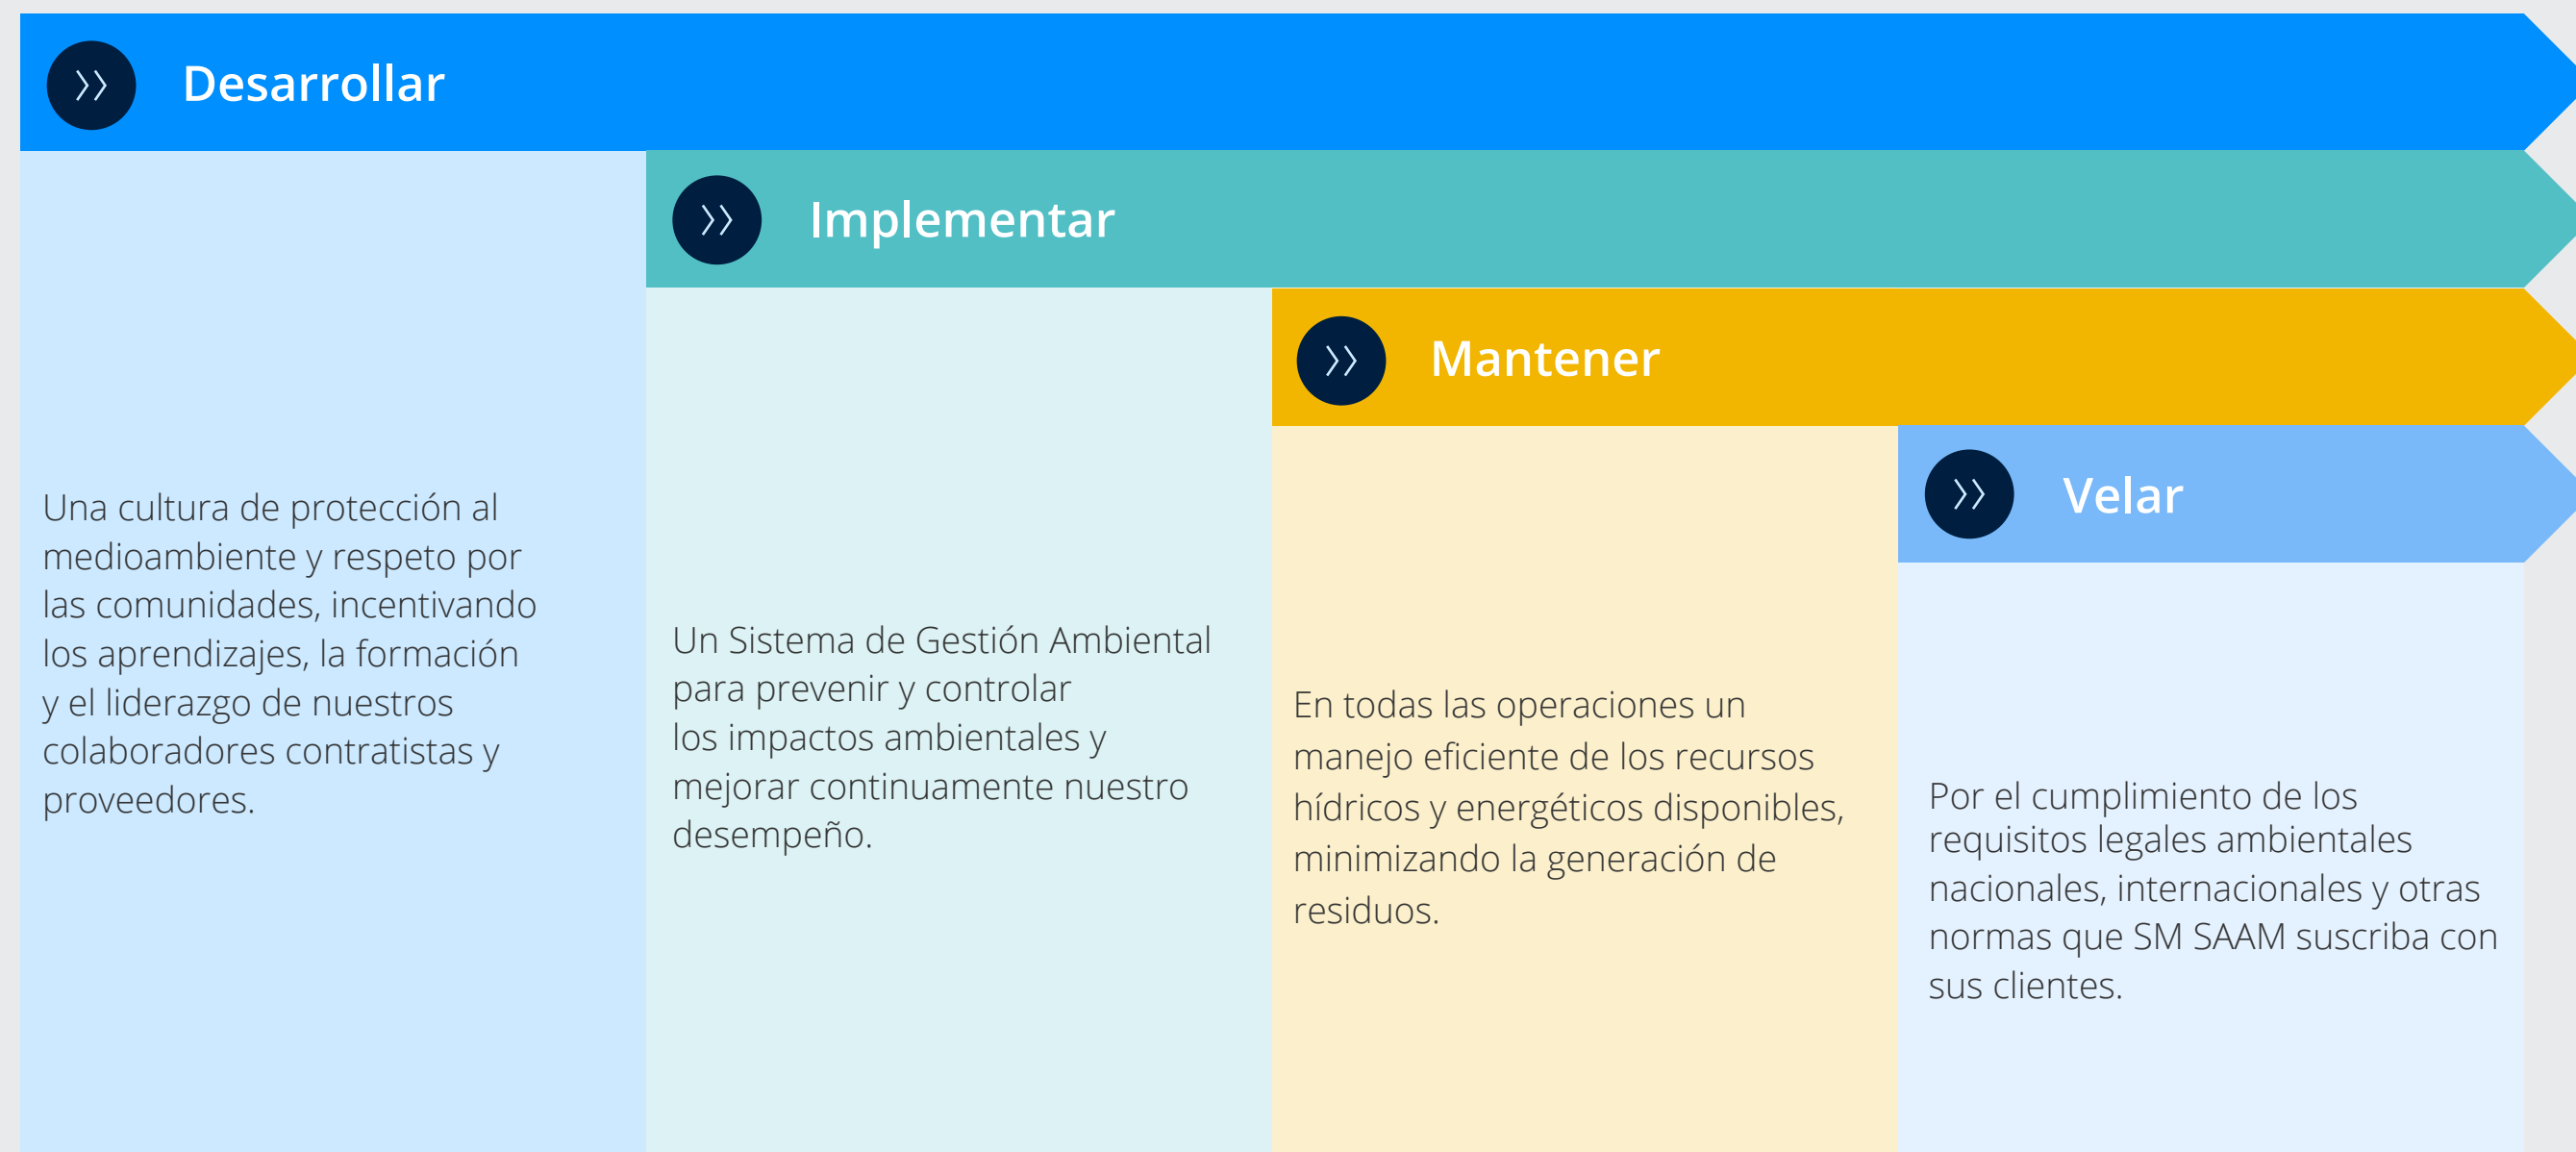 Desarrollar
Una cultura de protección al
medioambiente y respeto por
las comunidades, incentivando
los aprendizajes, la formación
y el liderazgo de nuestros
colaboradores contratistas y
proveedores.
Implementar
Un Sistema de Gestión Ambiental
para prevenir y controlar
los impactos ambientales y
mejorar continuamente nuestro
desempeño.
Mantener
En todas las operaciones un
manejo eficiente de los recursos
hídricos y energéticos disponibles,
minimizando la generación de
residuos.
Velar
Por el cumplimiento de los
requisitos legales ambientales
nacionales, internacionales y otras
normas que SM SAAM suscriba con
sus clientes.